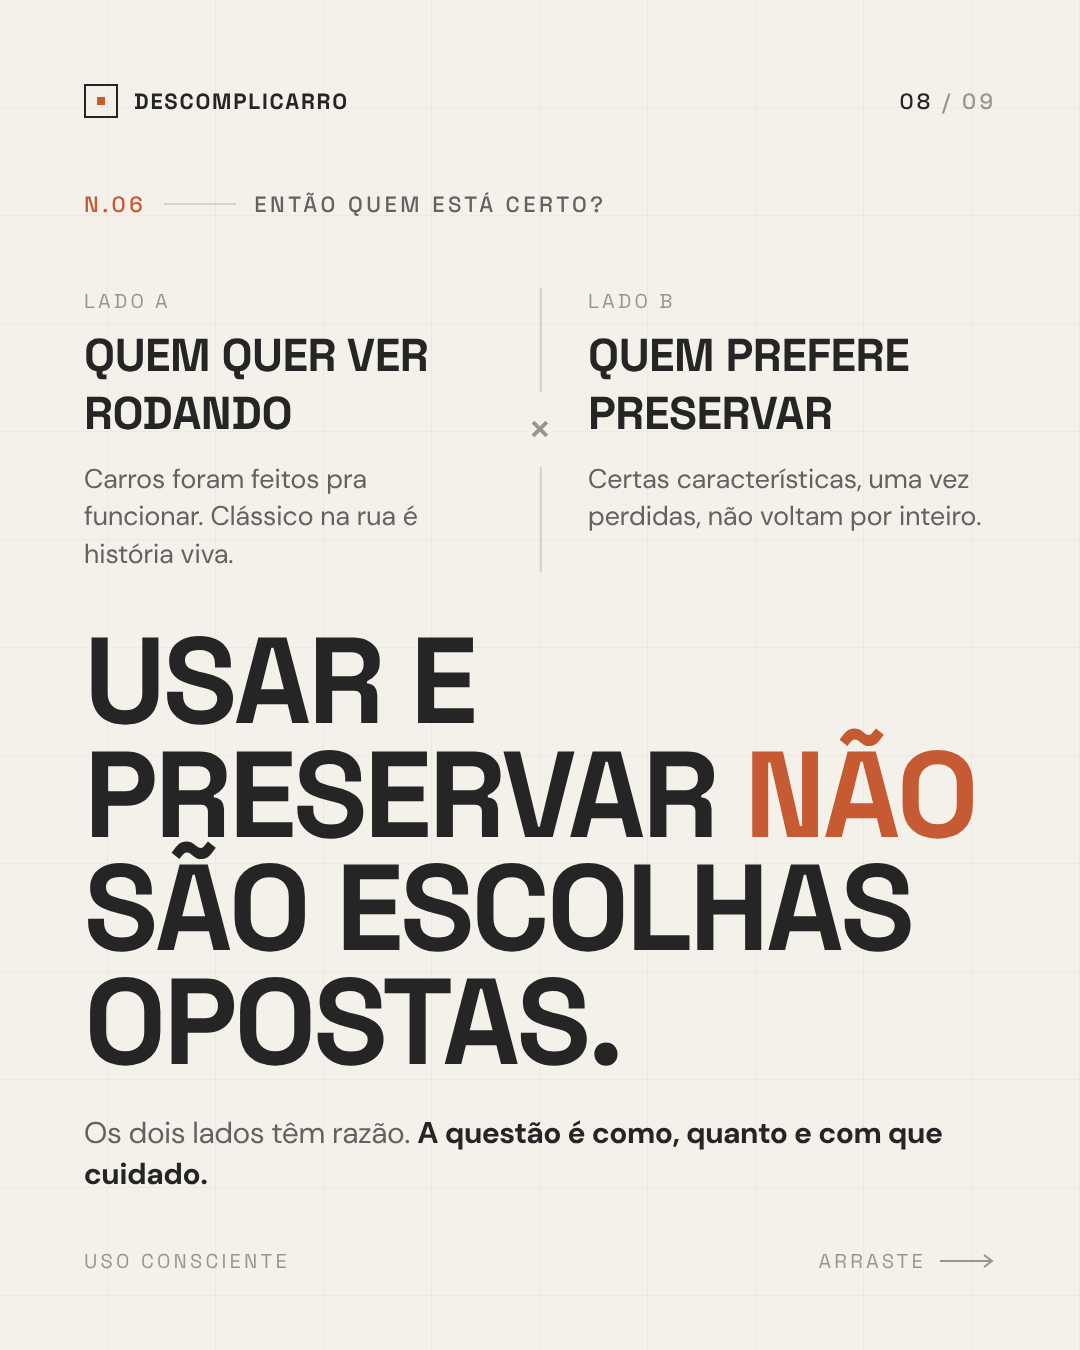 DESCOMPLICARRO
08 / 09
N.06
ENTÃO QUEM ESTÁ CERTO?
LADO A
QUEM QUER VER
RODANDO
Carros foram feitos pra
funcionar. Clássico na rua é
história viva.
×
LADO B
QUEM PREFERE
PRESERVAR
Certas características, uma vez
perdidas, não voltam por inteiro.
USAR E
PRESERVAR NÃO
SÃO ESCOLHAS
OPOSTAS.
Os dois lados têm razão. A questão é como, quanto e com que
cuidado.
USO CONSCIENTE
ARRASTE